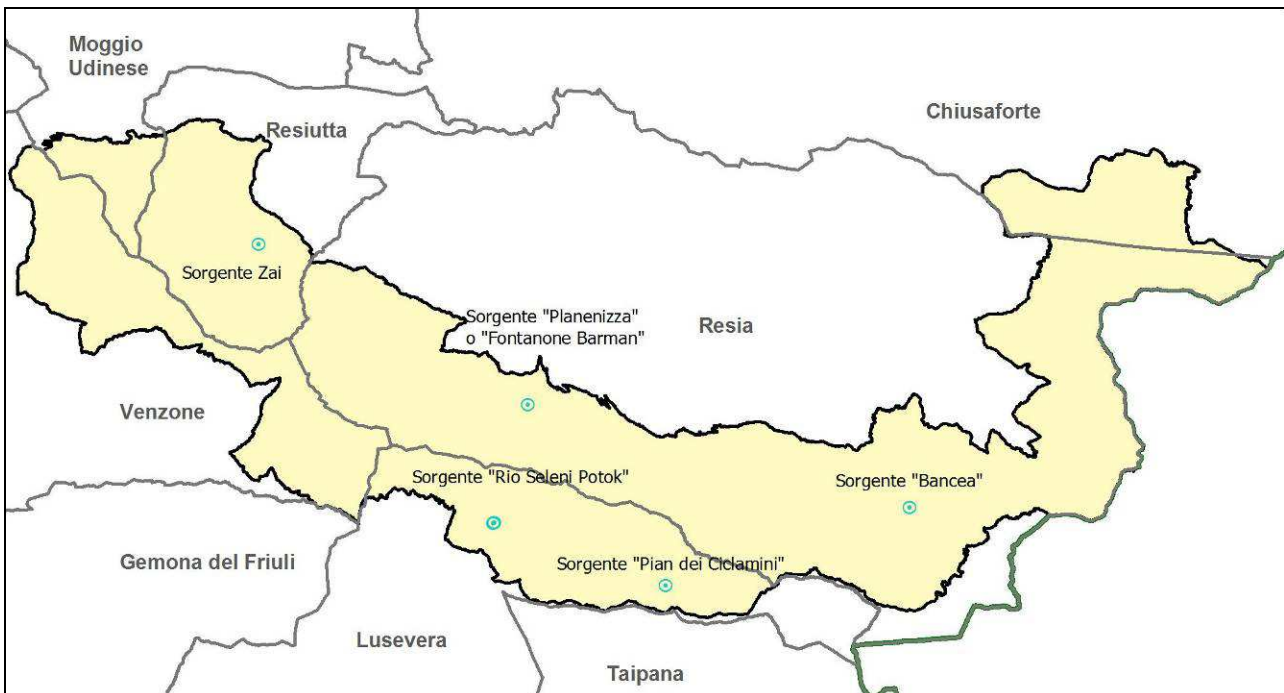 Moggio
Udinese
Chiusaforte
Resiutta
Sorgente Zai
Sorgente "Planenizza"
o "Fontanone Barman"
Resia
Venzone
Sorgente "Rio Seleni Potok"
Sorgente "Bancea"
Gemona del Friuli
Sorgente "Pian dei Ciclamini"
Lusevera
Taipana